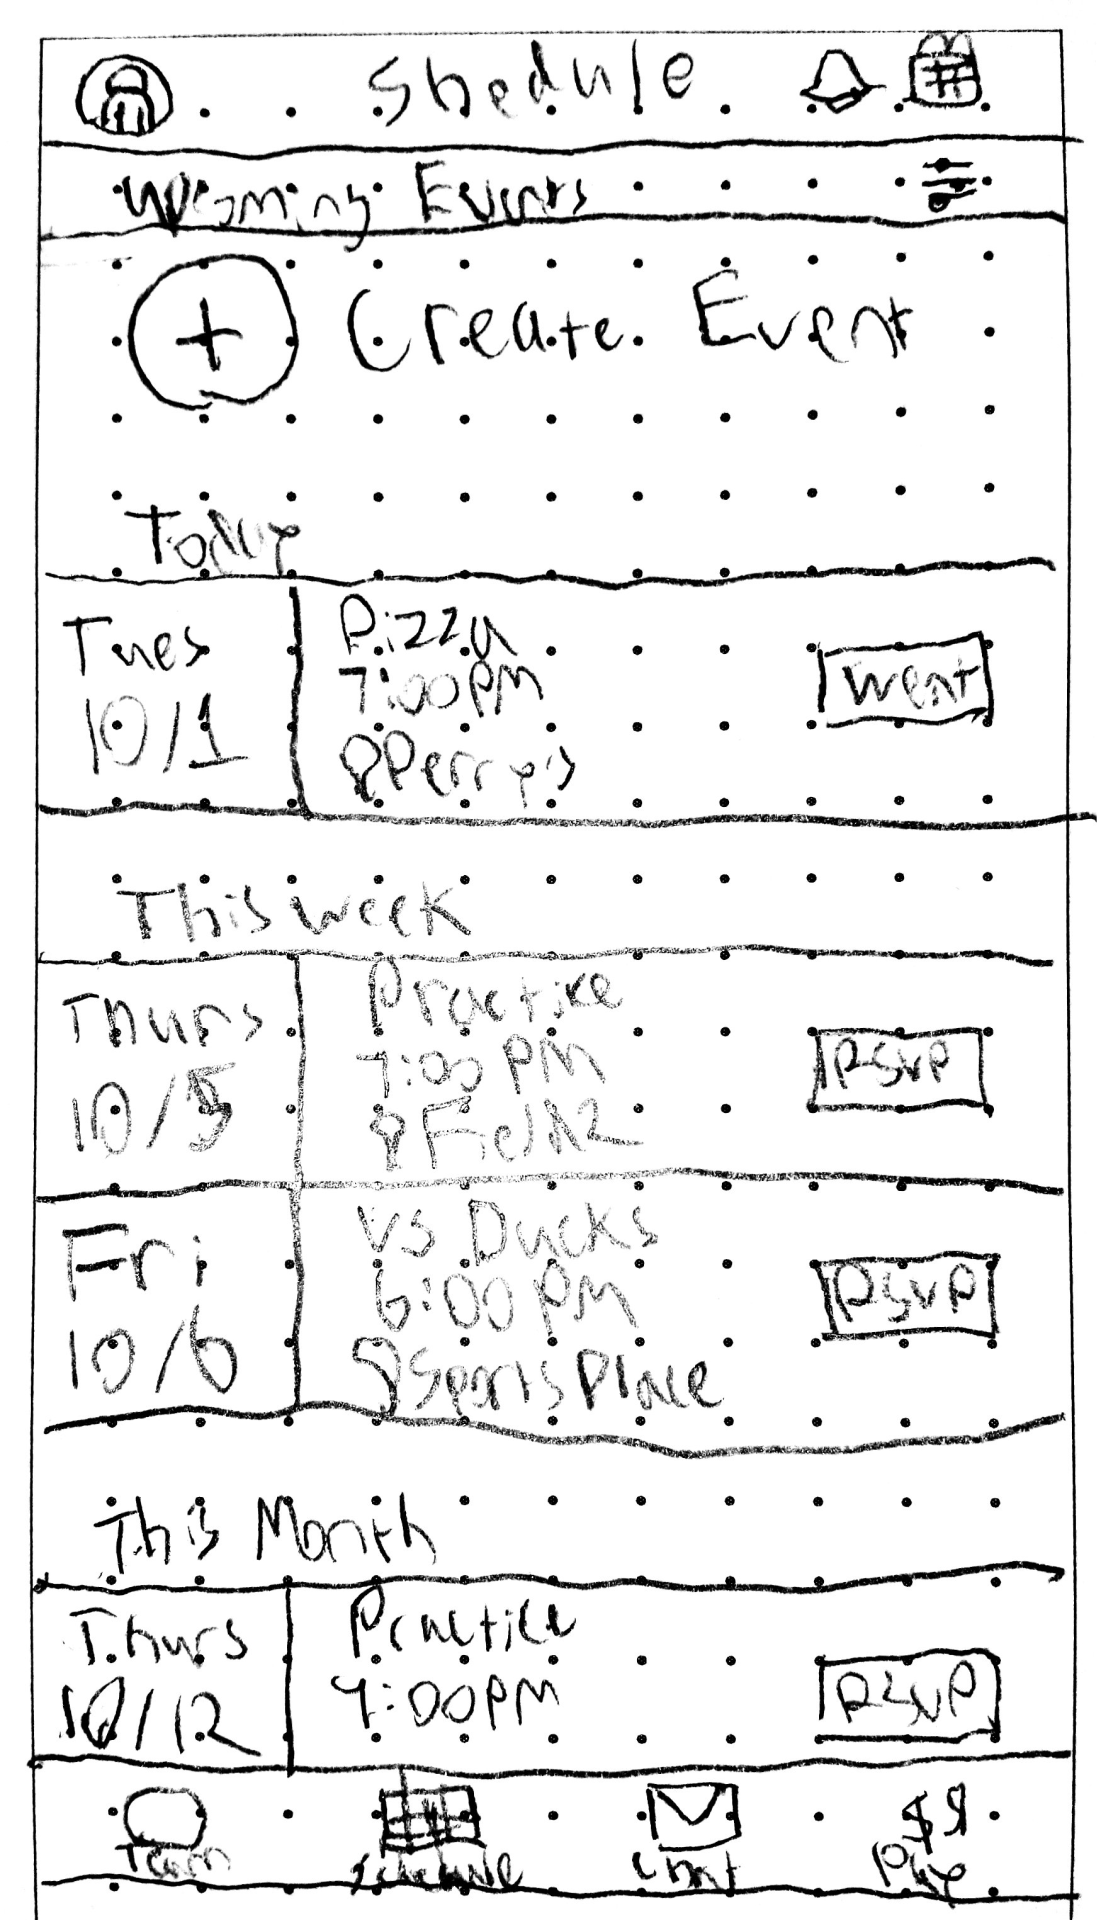 Shedule
Upcoming Events
+ Create Event
Today
Tues
10/1
Pizza
7:00PM
Perry's
Went
This week
Thurs
10/5
Practice
7:00 PM
Field 2
RSVP
Fri
10/6
VS Ducks
6:00 PM
Sports Place
RSVP
This Month
Thurs
10/12
Practice
7:00PM
RSVP
Team
Schedule
Chat
$$
Pay